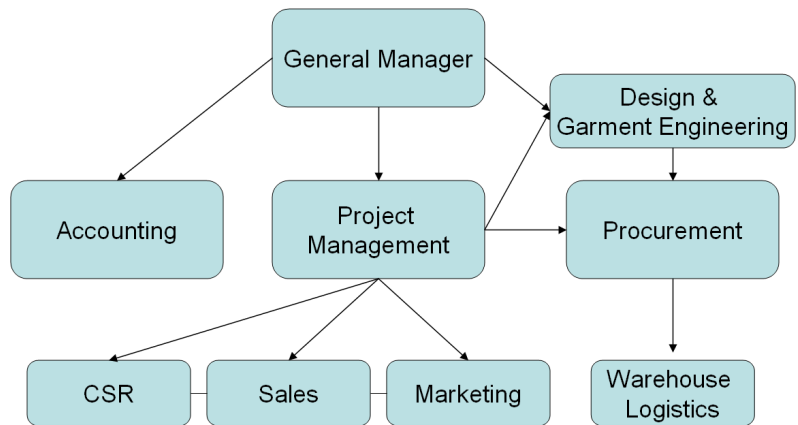 General Manager
Design &
Garment Engineering
Accounting
Project
Management
Procurement
CSR
Sales
Marketing
Warehouse
Logistics